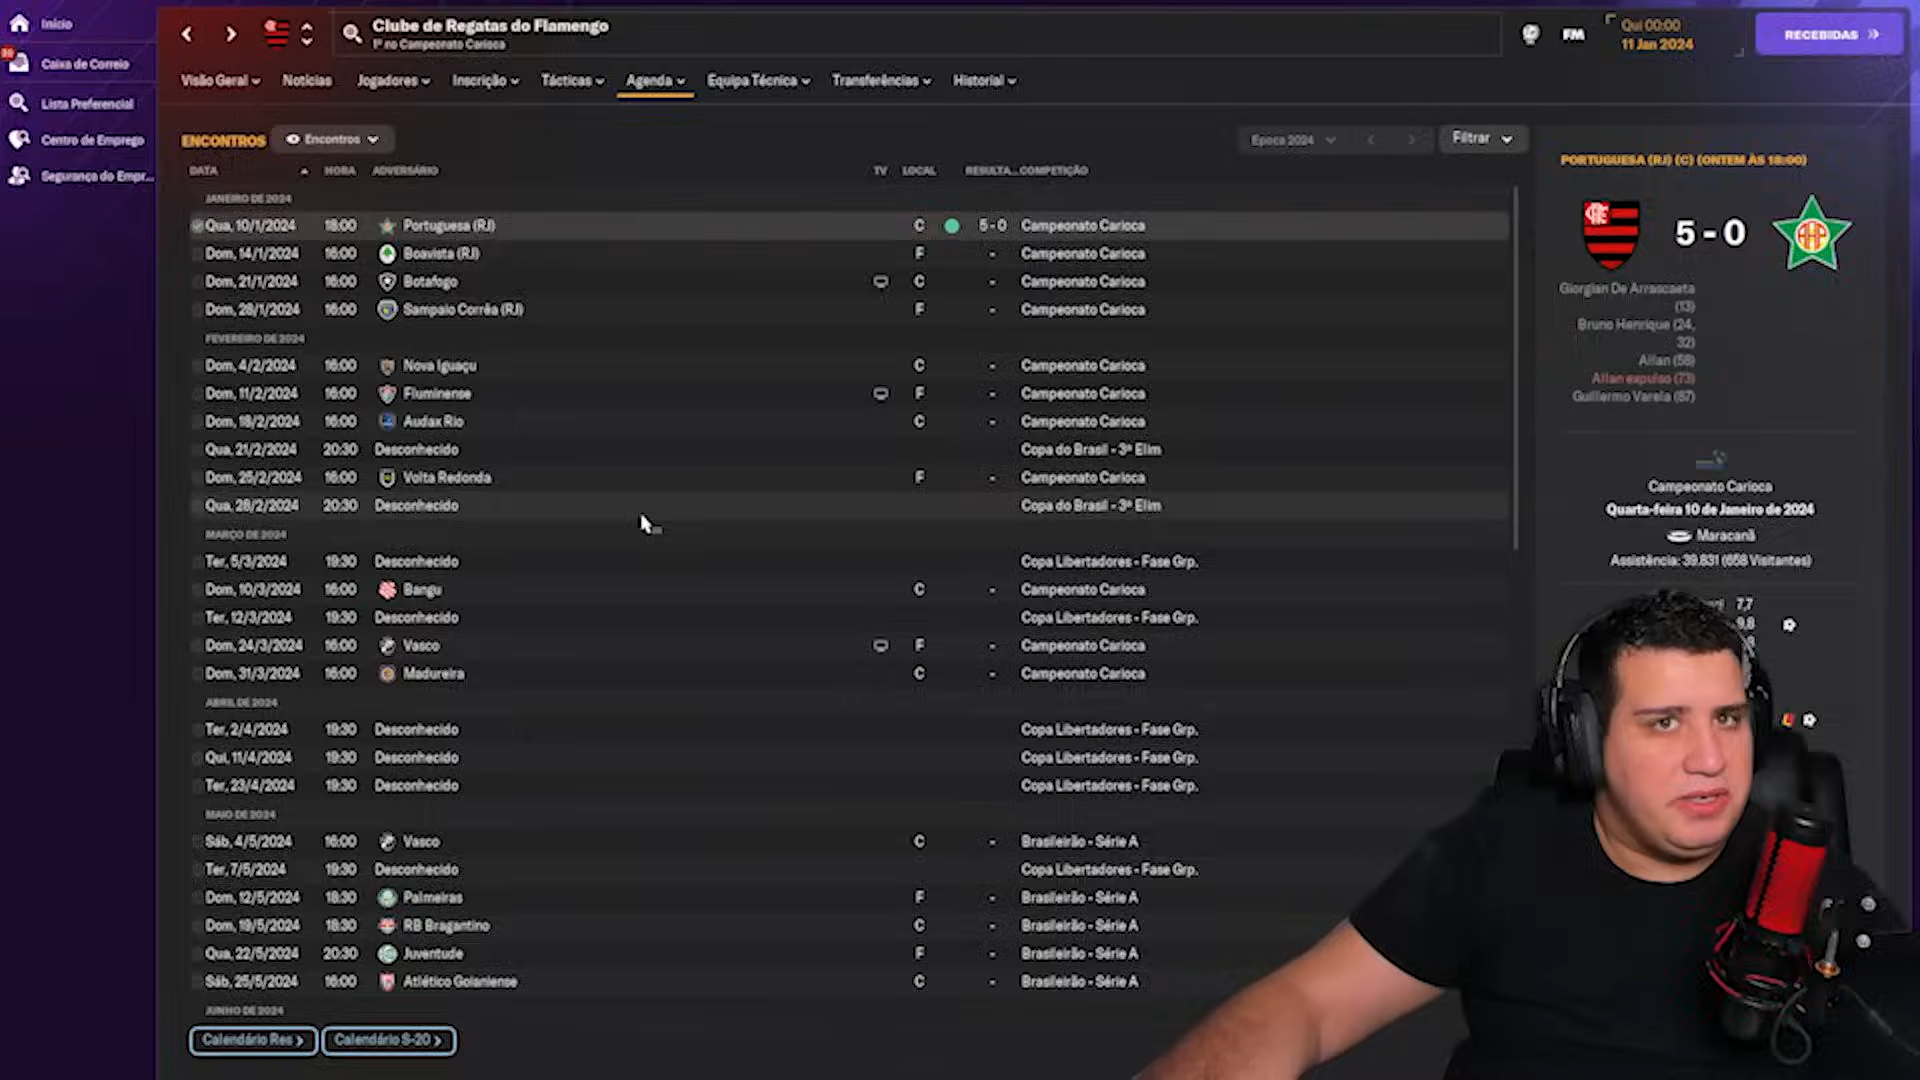 Início
Clube de Regatas do Flamengo
1º no Campeonato Carioca
FM
Qui 00:00
11 Jan 2024
RECEBIDAS
Caixa de Correio
Lista Preferencial
Centro de Emprego
Segurança do Empr...
Visão Geral
Notícias
Jogadores
Inscrição
Tácticas
Agenda
Equipa Técnica
Transferências
Historial
ENCONTROS
Encontros
Época 2024
Filtrar
DATA HORA ADVERSÁRIO TV LOCAL RESULTA... COMPETIÇÃO
JANEIRO DE 2024
Qua, 10/1/2024 18:00 Portuguesa (RJ) C 5 - 0 Campeonato Carioca
Dom, 14/1/2024 16:00 Boavista (RJ) F - Campeonato Carioca
Dom, 21/1/2024 16:00 Botafogo C - Campeonato Carioca
Dom, 28/1/2024 16:00 Sampaio Corrêa (RJ) F - Campeonato Carioca
FEVEREIRO DE 2024
Dom, 4/2/2024 16:00 Nova Iguaçu C - Campeonato Carioca
Dom, 11/2/2024 16:00 Fluminense F - Campeonato Carioca
Dom, 18/2/2024 16:00 Audax Rio C - Campeonato Carioca
Qua, 21/2/2024 20:30 Desconhecido Copa do Brasil - 3ª Elim
Dom, 25/2/2024 16:00 Volta Redonda F - Campeonato Carioca
Qua, 28/2/2024 20:30 Desconhecido Copa do Brasil - 3ª Elim
MARÇO DE 2024
Ter, 5/3/2024 19:30 Desconhecido Copa Libertadores - Fase Grp.
Dom, 10/3/2024 16:00 Bangu C - Campeonato Carioca
Ter, 12/3/2024 19:30 Desconhecido Copa Libertadores - Fase Grp.
Dom, 24/3/2024 16:00 Vasco F - Campeonato Carioca
Dom, 31/3/2024 16:00 Madureira C - Campeonato Carioca
ABRIL DE 2024
Ter, 2/4/2024 19:30 Desconhecido Copa Libertadores - Fase Grp.
Qui, 11/4/2024 19:30 Desconhecido Copa Libertadores - Fase Grp.
Ter, 23/4/2024 19:30 Desconhecido Copa Libertadores - Fase Grp.
MAIO DE 2024
Sáb, 4/5/2024 16:00 Vasco C - Brasileirão - Série A
Ter, 7/5/2024 19:30 Desconhecido Copa Libertadores - Fase Grp.
Dom, 12/5/2024 18:30 Palmeiras F - Brasileirão - Série A
Dom, 19/5/2024 18:30 RB Bragantino C - Brasileirão - Série A
Qua, 22/5/2024 20:30 Juventude F - Brasileirão - Série A
Sáb, 25/5/2024 16:00 Atlético Goianiense C - Brasileirão - Série A
JUNHO DE 2024
Calendário Res
Calendário S-20
PORTUGUESA (RJ) (C) (ONTEM ÀS 18:00)
5 - 0
Giorgian De Arrascaeta
(13)
Bruno Henrique (24,
32)
Allan (58)
Allan expulso (73)
Guillermo Varela (87)
Campeonato Carioca
Quarta-feira 10 de Janeiro de 2024
Maracanã
Assistência: 39.831 (658 Visitantes)
7,7
9,8